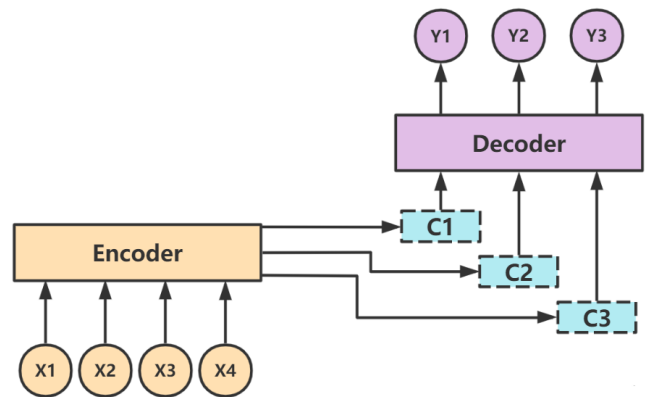 Y1 Y2 Y3
Decoder
C1
Encoder
C2
C3
X1 X2 X3 X4